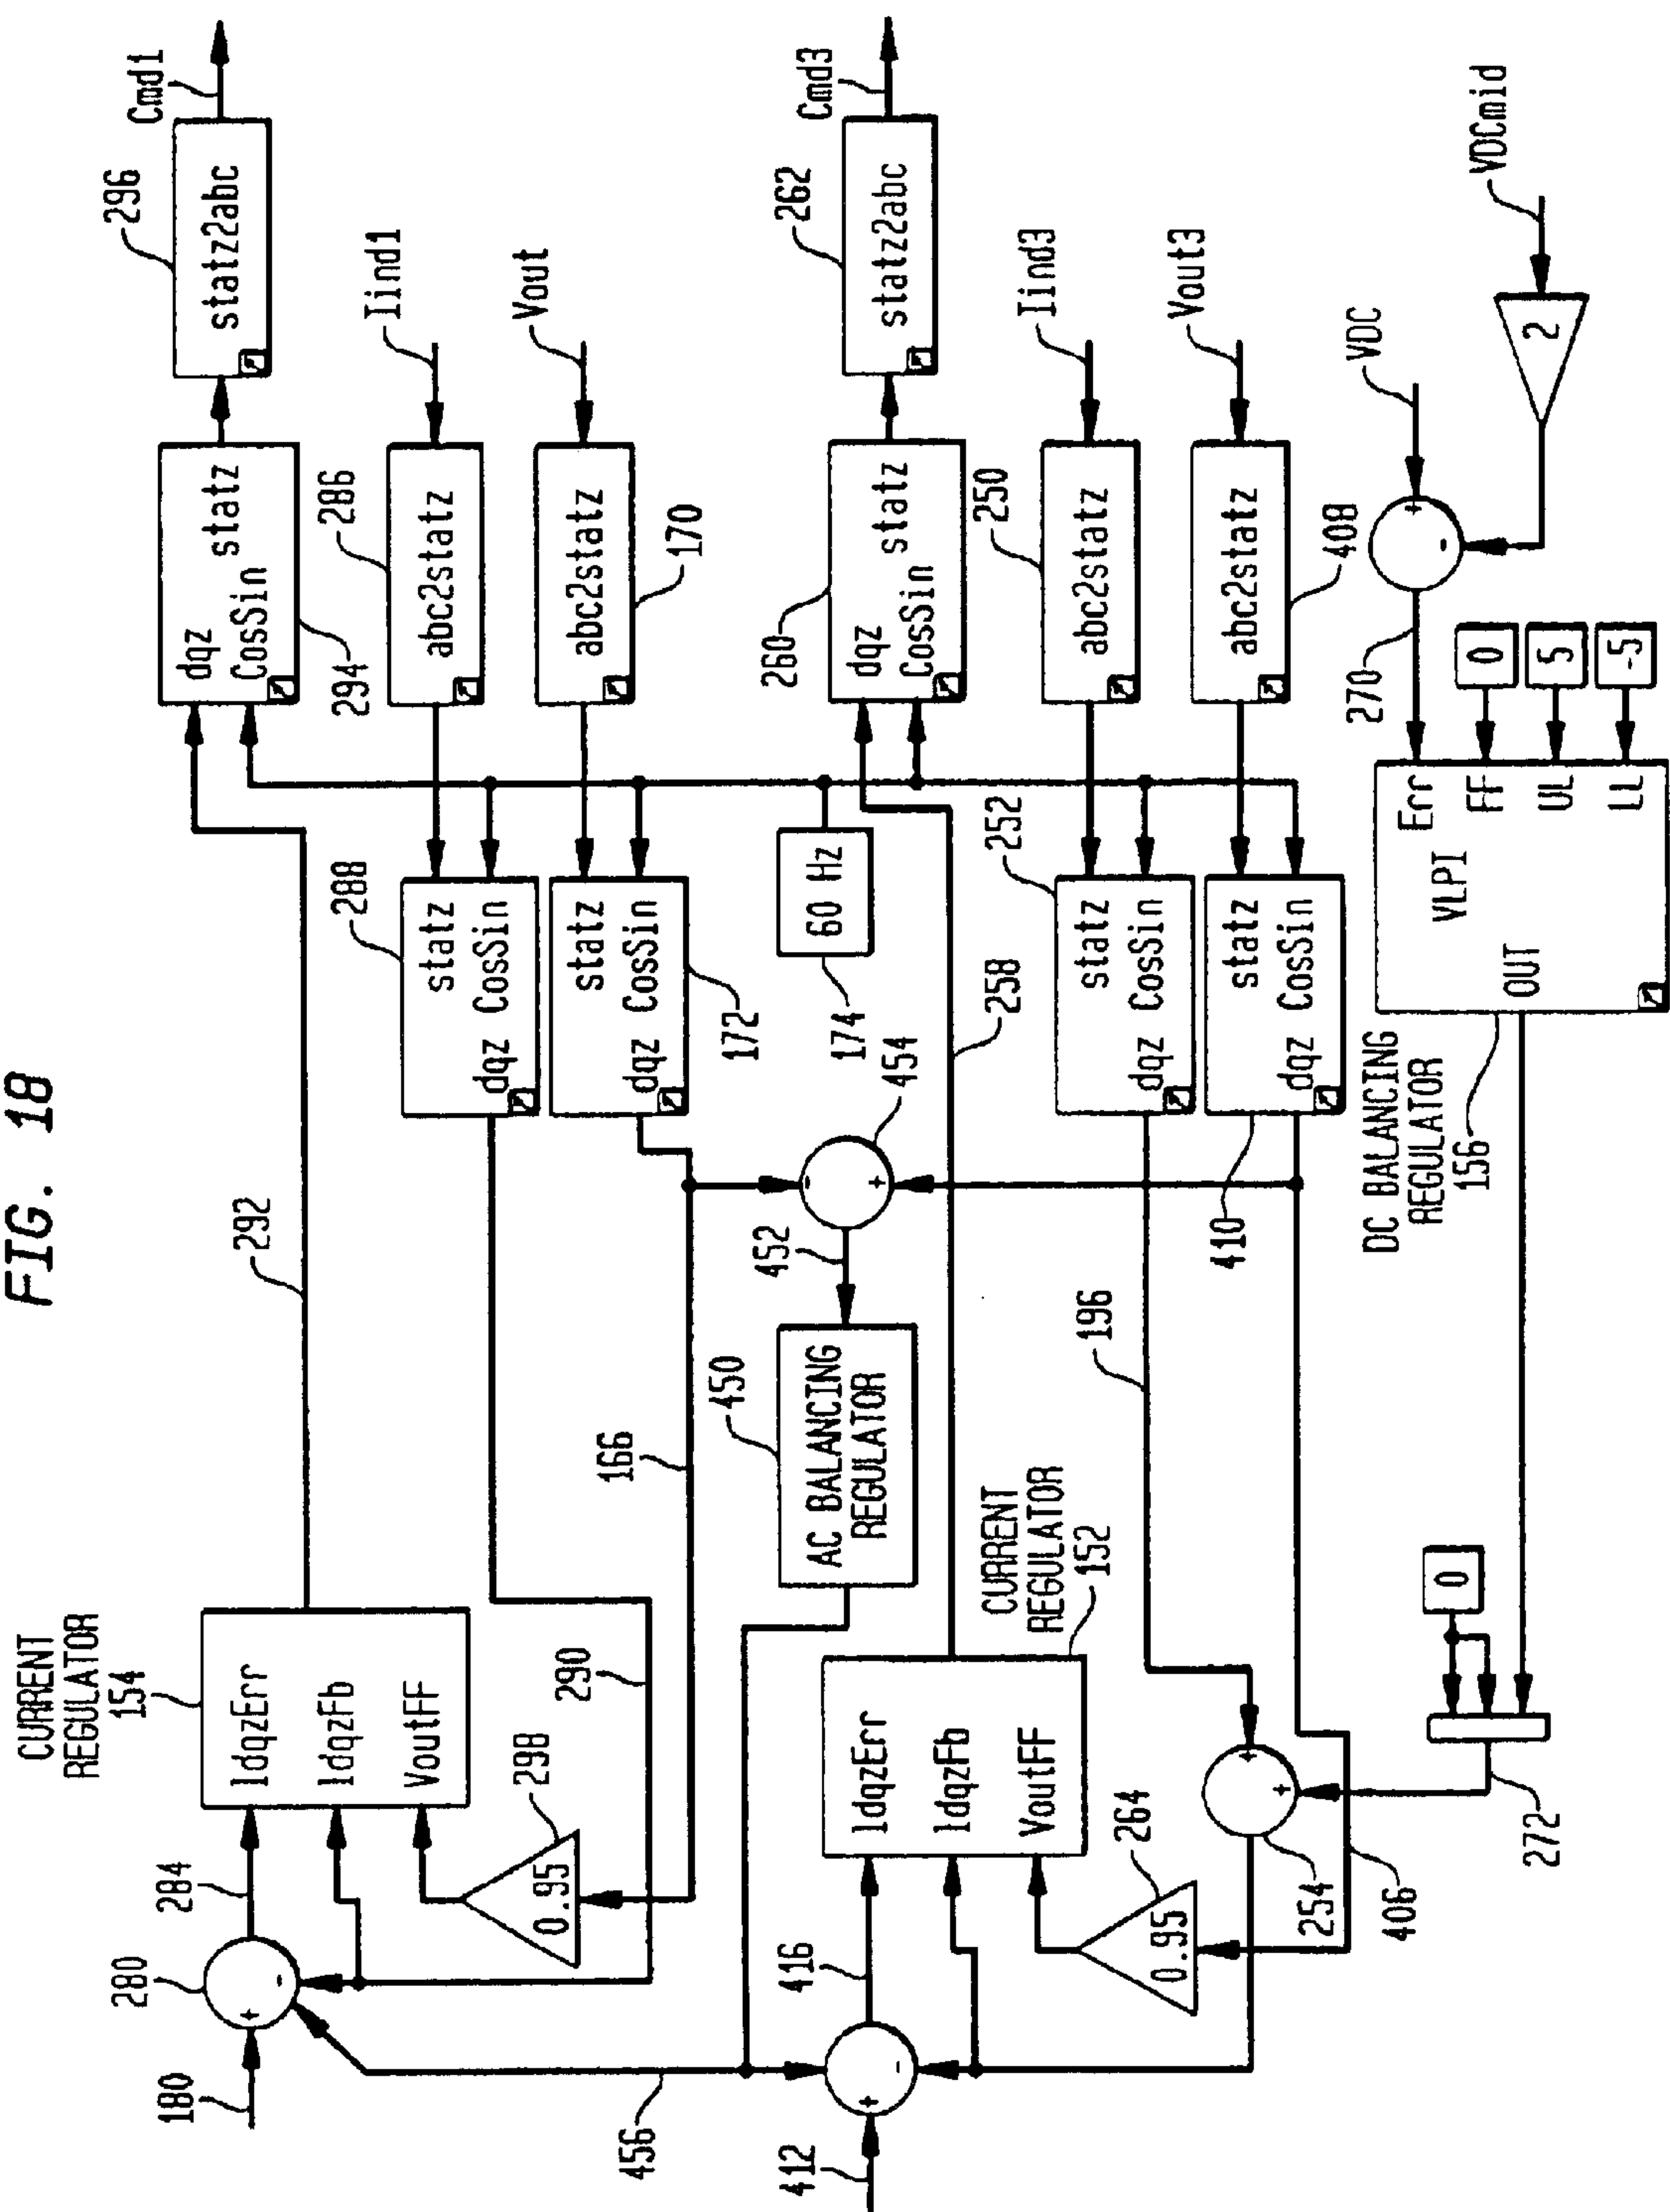 FIG. 18
CURRENT
REGULATOR
154
180
280
+
-
284
IdqzErr
IdqzFb
VoutFF
298
0.95
290
292
166
456
288
statz
dqz CosSin
statz
dqz CosSin
172
dqz statz
CosSin
294
296
statz2abc
Cmd1
286
abc2statz
Iind1
abc2statz
170
Vout
60 Hz
174
454
-
+
452
450
AC BALANCING
REGULATOR
412
+
-
416
CURRENT
REGULATOR
152
IdqzErr
IdqzFb
VoutFF
264
0.95
258
260
dqz statz
CosSin
262
statz2abc
Cmd3
252
statz
dqz CosSin
250
abc2statz
Iind3
statz
dqz CosSin
410
abc2statz
408
Vout3
196
254
+
+
406
272
0
DC BALANCING
REGULATOR
156
Err
FF
VLPI
UL
OUT
LL
270
0
5
-5
+
-
VDC
2
VDCmid